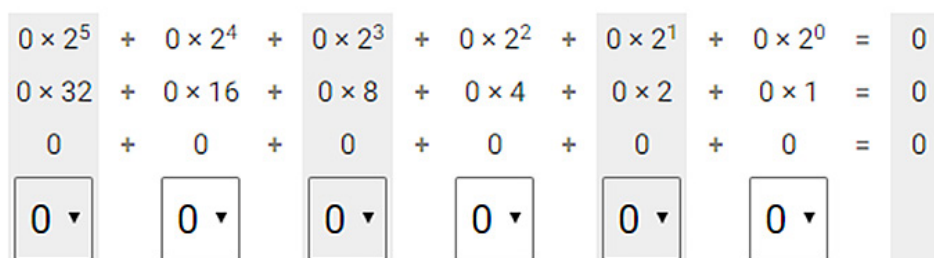 0 × 2⁵ + 0 × 2⁴ + 0 × 2³ + 0 × 2² + 0 × 2¹ + 0 × 2⁰ = 0
0 × 32 + 0 × 16 + 0 × 8 + 0 × 4 + 0 × 2 + 0 × 1 = 0
0 + 0 + 0 + 0 + 0 + 0 = 0
0 ▼ 0 ▼ 0 ▼ 0 ▼ 0 ▼ 0 ▼